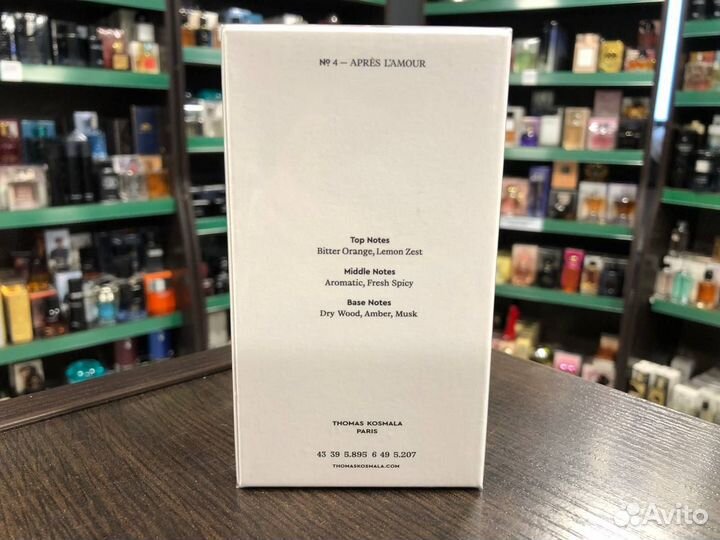 Nº 4 — APRÈS L'AMOUR
Top Notes
Bitter Orange, Lemon Zest
Middle Notes
Aromatic, Fresh Spicy
Base Notes
Dry Wood, Amber, Musk
THOMAS KOSMALA
PARIS
43 39 5.895 6 49 5.207
THOMASKOSMALA.COM
Avito